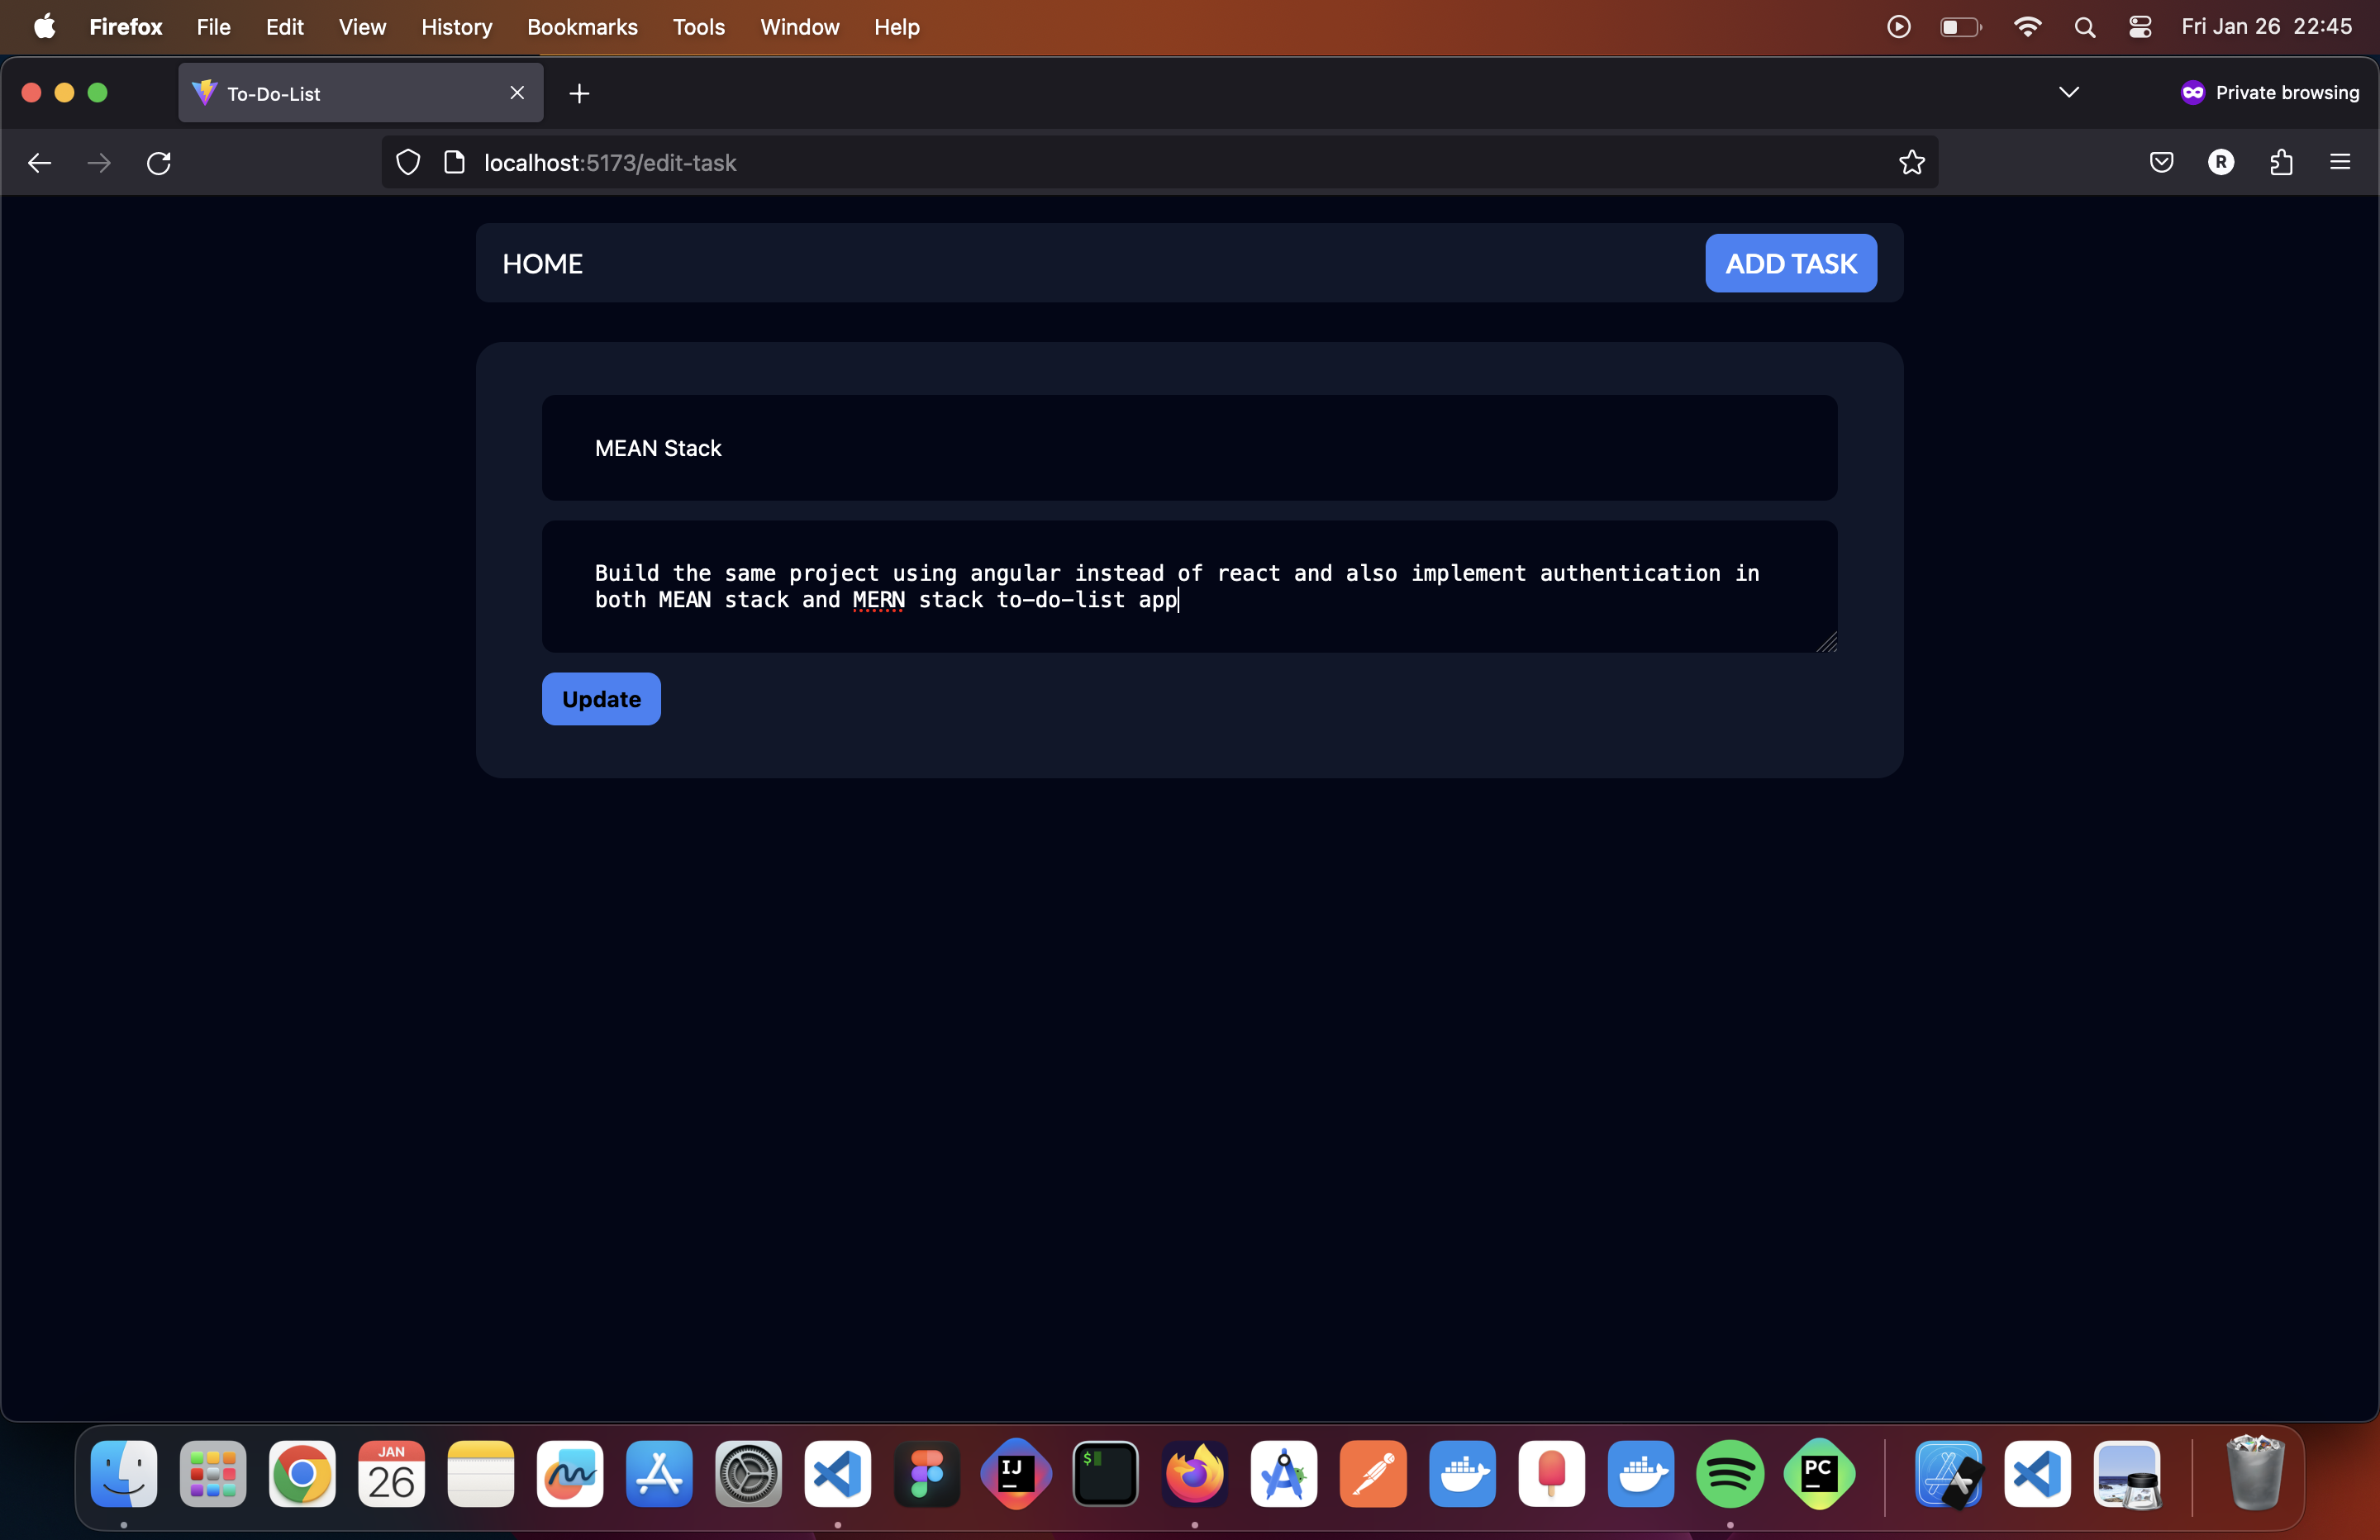 Firefox File Edit View History Bookmarks Tools Window Help Fri Jan 26 22:45
To-Do-List Private browsing
localhost:5173/edit-task R
HOME ADD TASK
MEAN Stack
Build the same project using angular instead of react and also implement authentication in
both MEAN stack and MERN stack to-do-list app
Update
JAN
26
IJ
$
PC